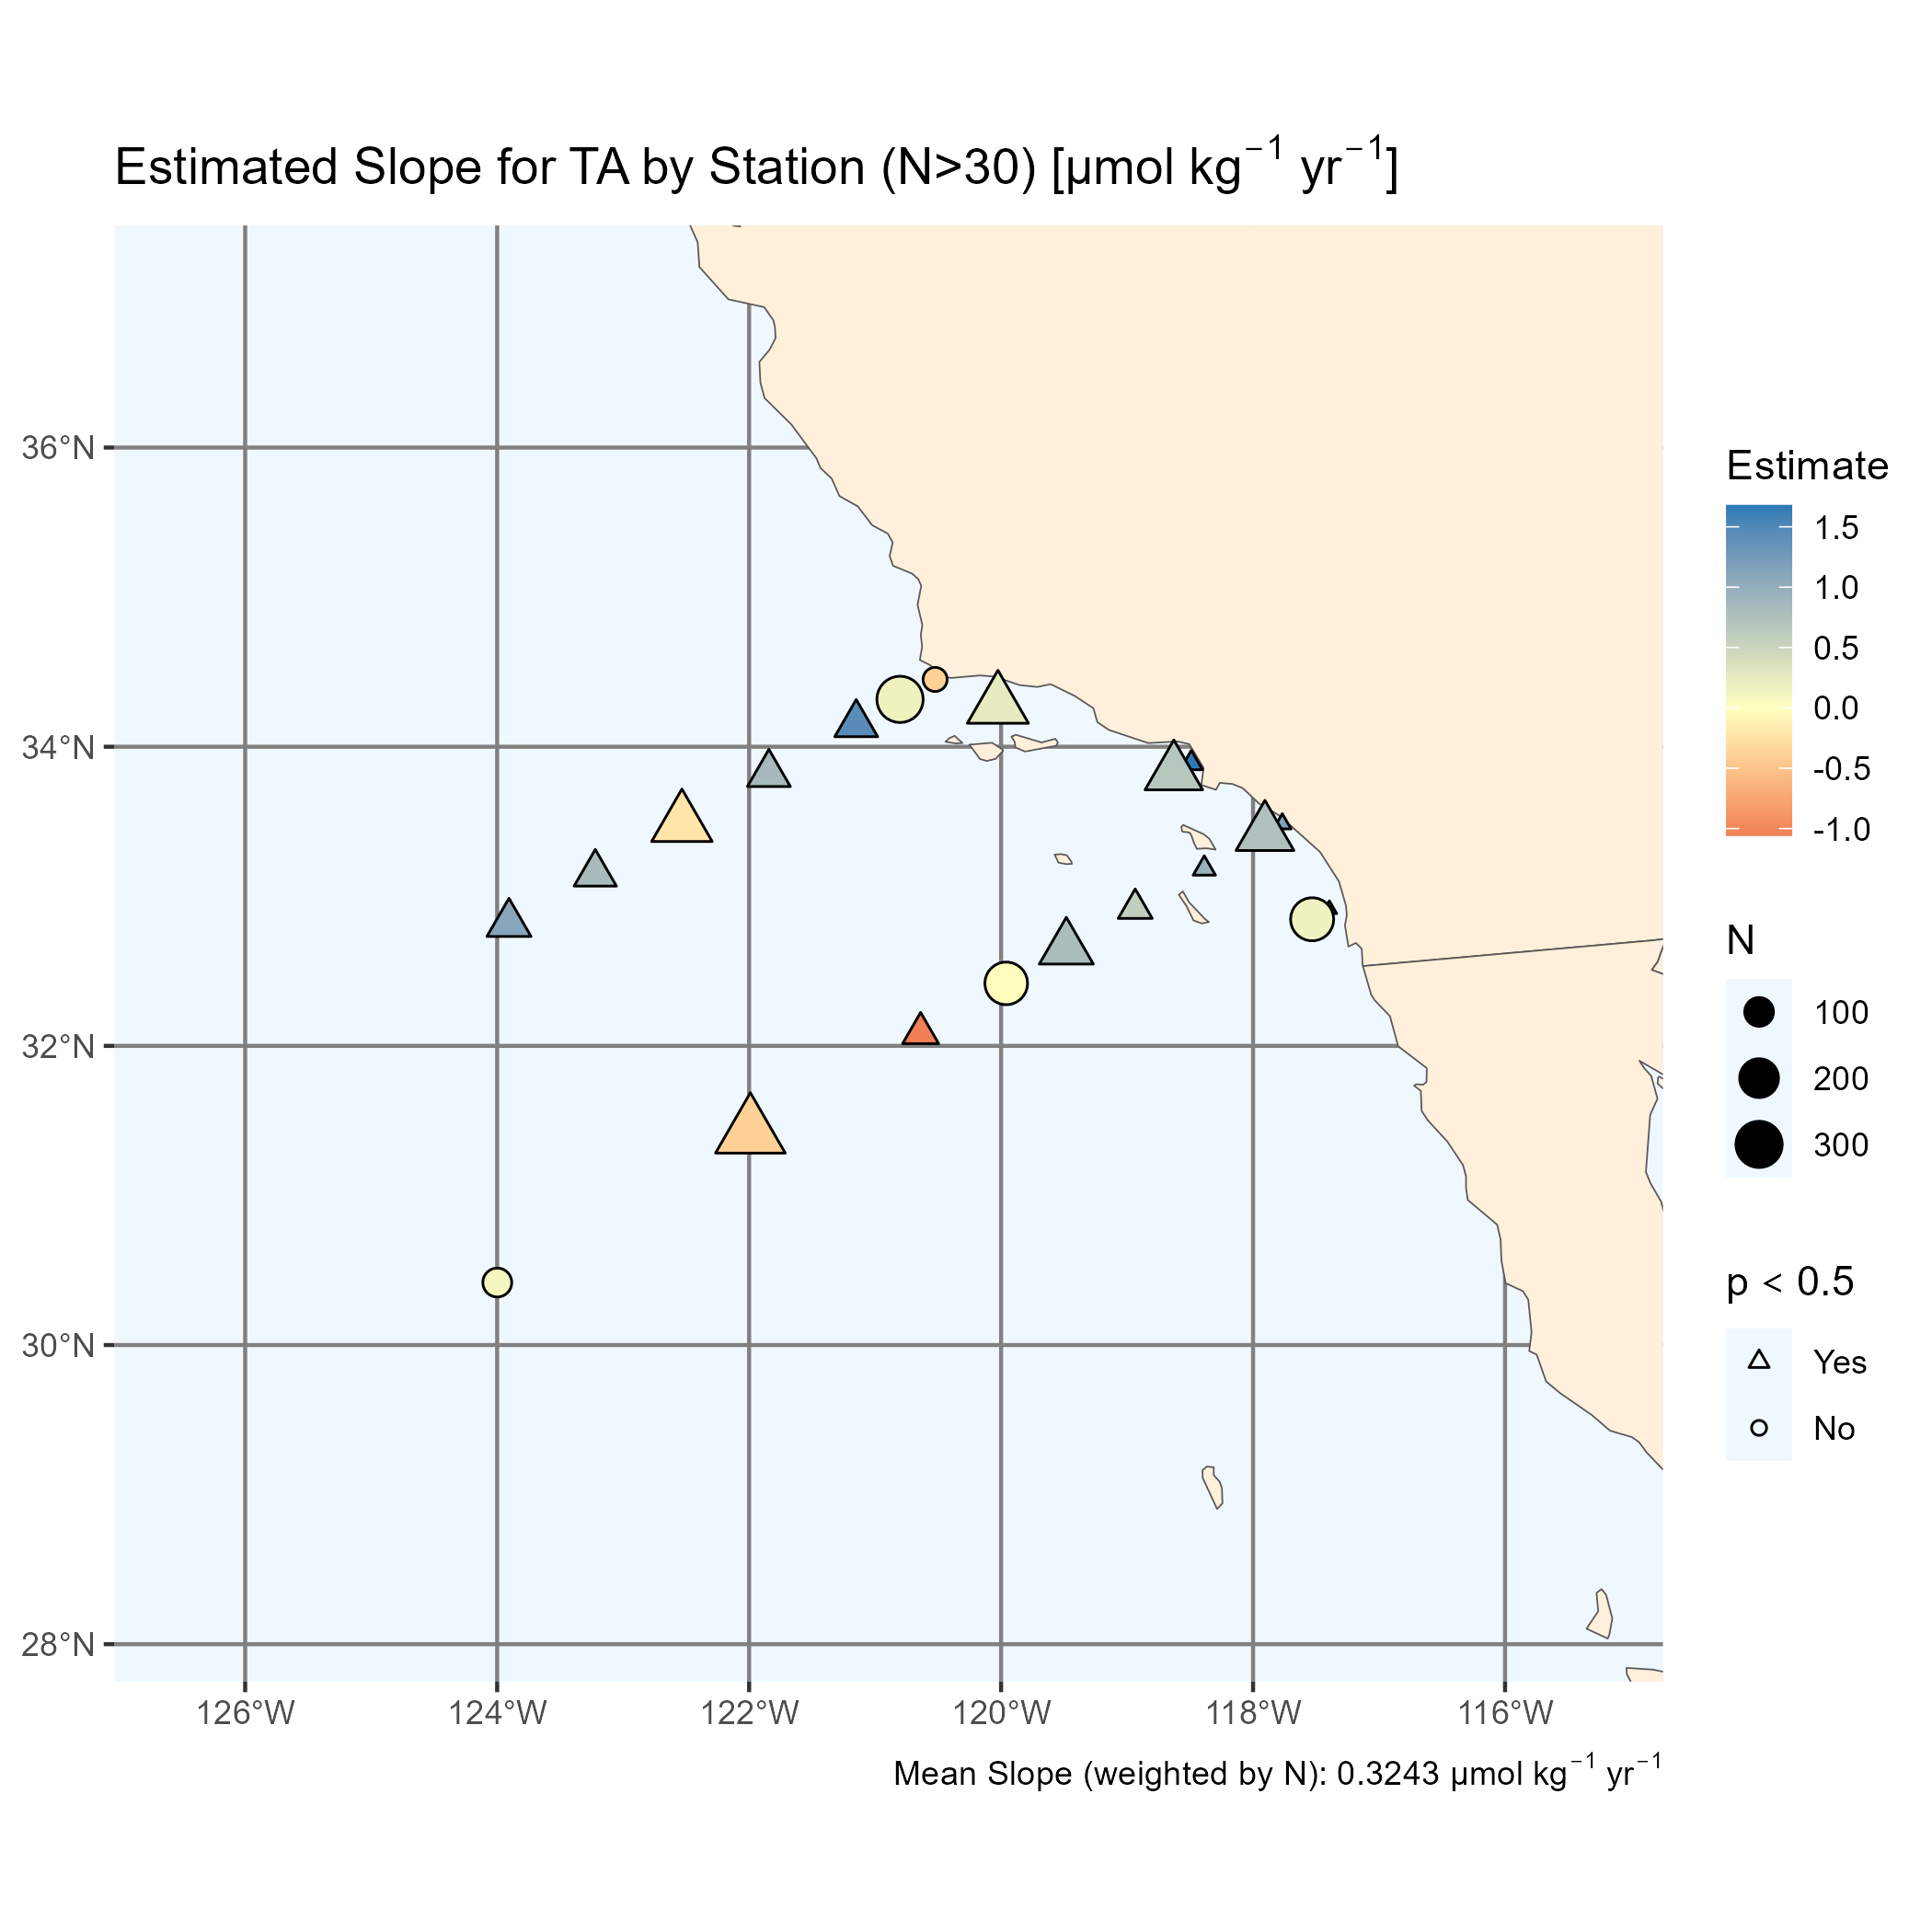 Estimated Slope for TA by Station (N>30) [μmol kg⁻¹ yr⁻¹]
36°N
34°N
32°N
30°N
28°N
126°W 124°W 122°W 120°W 118°W 116°W
Mean Slope (weighted by N): 0.3243 μmol kg⁻¹ yr⁻¹
Estimate
1.5
1.0
0.5
0.0
-0.5
-1.0
N
100
200
300
p < 0.5
Yes
No